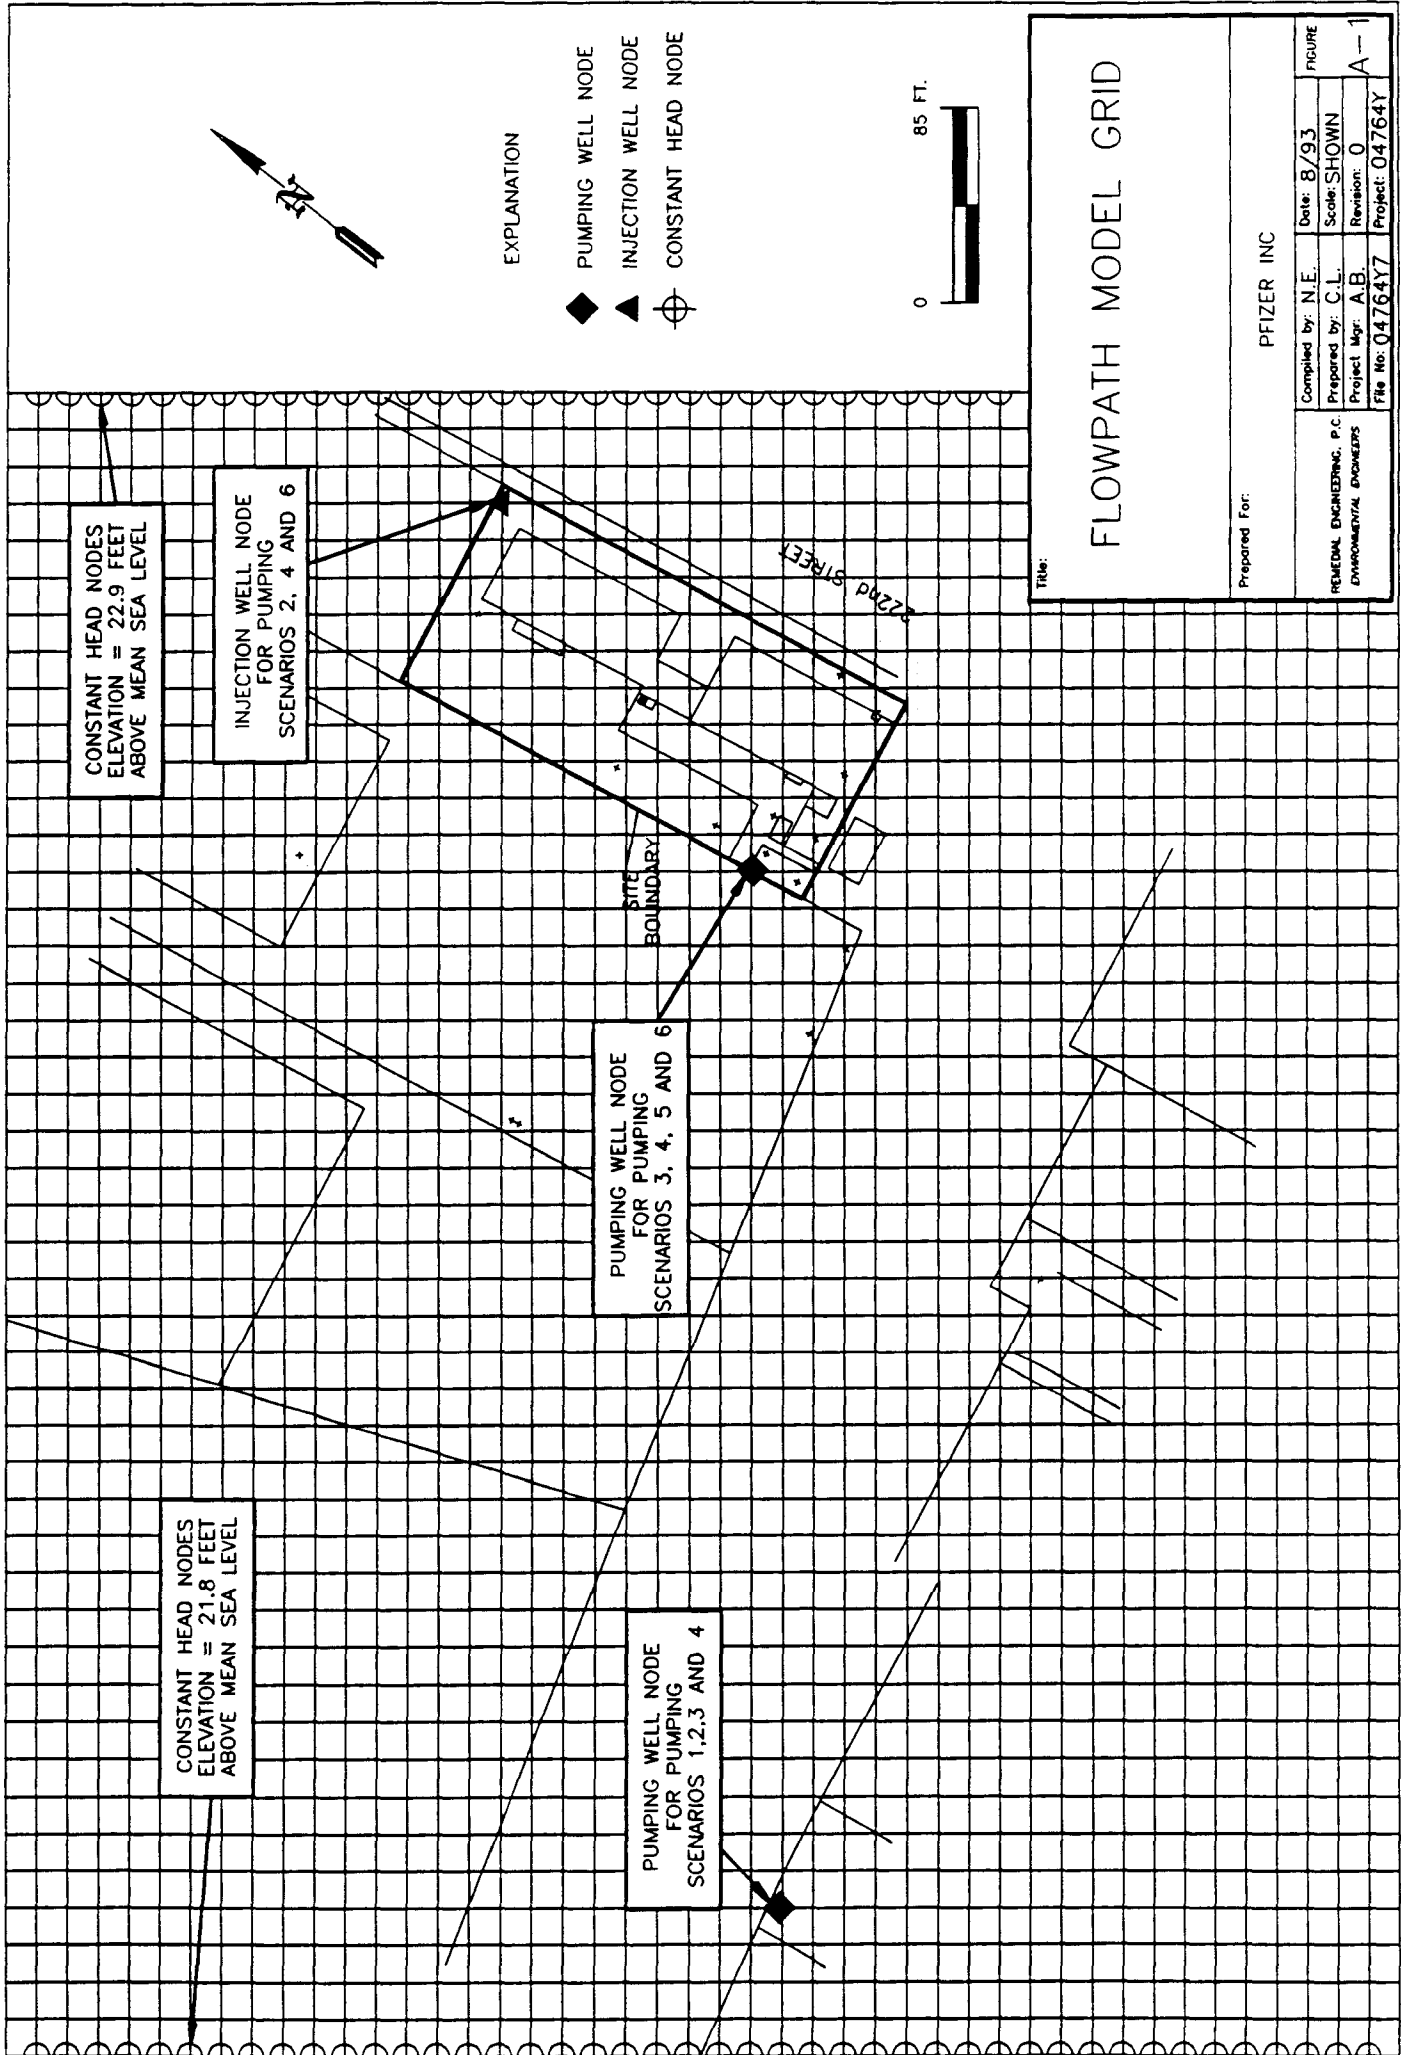 CONSTANT HEAD NODES
ELEVATION = 21.8 FEET
ABOVE MEAN SEA LEVEL
PUMPING WELL NODE
FOR PUMPING
SCENARIOS 1,2,3 AND 4
PUMPING WELL NODE
FOR PUMPING
SCENARIOS 3, 4, 5 AND 6
SITE
BOUNDARY
CONSTANT HEAD NODES
ELEVATION = 22.9 FEET
ABOVE MEAN SEA LEVEL
INJECTION WELL NODE
FOR PUMPING
SCENARIOS 2, 4 AND 6
222nd STREET
N
EXPLANATION
PUMPING WELL NODE
INJECTION WELL NODE
CONSTANT HEAD NODE
0 85 FT.
Title:
FLOWPATH MODEL GRID
Prepared For:
PFIZER INC
REMEDIAL ENGINEERING, P.C.
ENVIRONMENTAL ENGINEERS
Compiled by: N.E.
Date: 8/93
FIGURE
Prepared by: C.L.
Scale: SHOWN
Project Mgr: A.B.
Revision: 0
A-1
File No: 04764Y7
Project: 04764Y